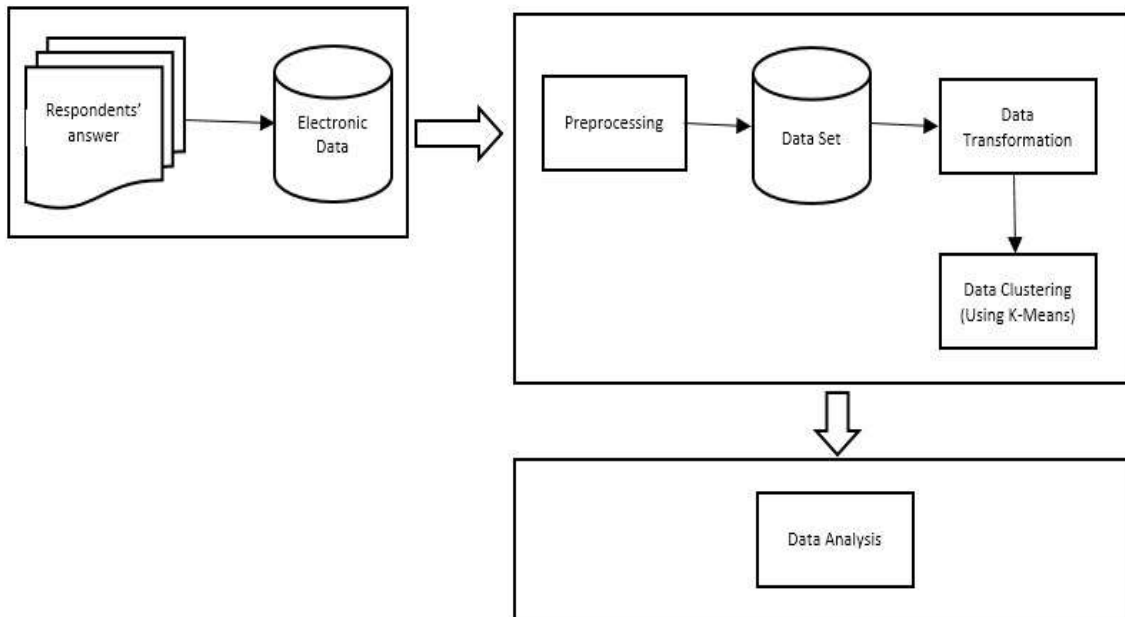 Respondents’
answer
Electronic
Data
Preprocessing
Data Set
Data
Transformation
Data Clustering
(Using K-Means)
Data Analysis